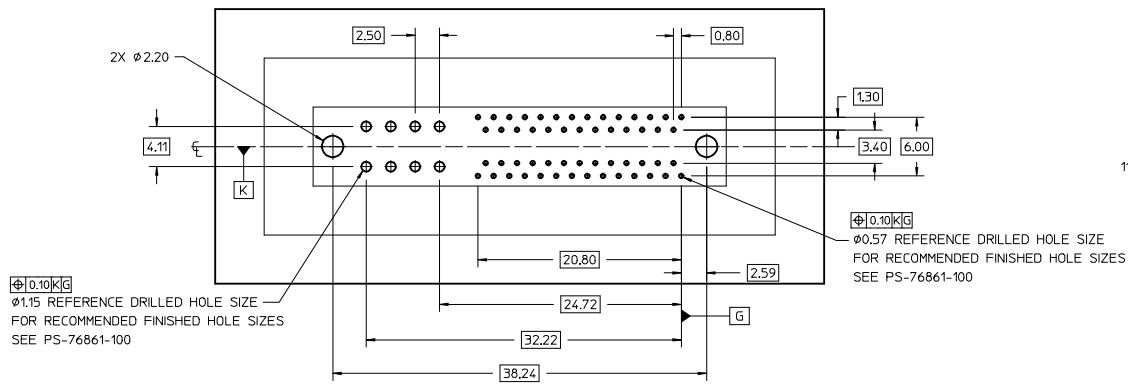 2.50
0.80
2X ⌀2.20
1.30
4.11
℄
3.40
6.00
11
K
⌖ 0.10 K G
⌀0.57 REFERENCE DRILLED HOLE SIZE
FOR RECOMMENDED FINISHED HOLE SIZES
SEE PS-76861-100
20.80
2.59
⌖ 0.10 K G
⌀1.15 REFERENCE DRILLED HOLE SIZE
FOR RECOMMENDED FINISHED HOLE SIZES
SEE PS-76861-100
24.72
G
32.22
38.24